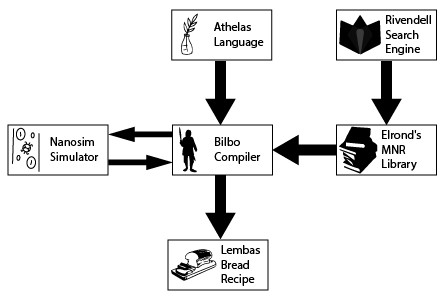 Athelas
Language
Rivendell
Search
Engine
Nanosim
Simulator
Bilbo
Compiler
Elrond's
MNR
Library
Lembas
Bread
Recipe